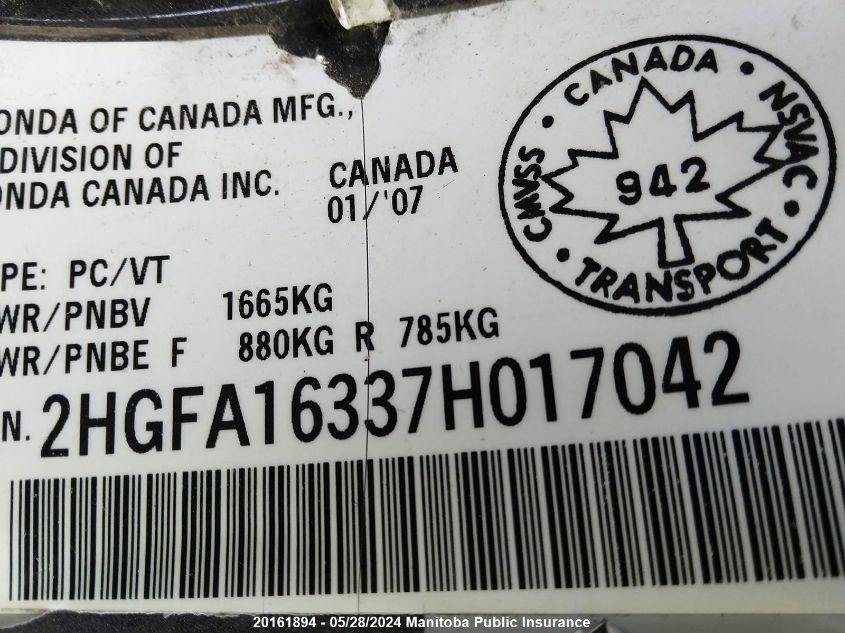 ONDA OF CANADA MFG.,
DIVISION OF
ONDA CANADA INC.
CANADA
01/'07
PE: PC/VT
WR/PNBV 1665KG
WR/PNBE F 880KG R 785KG
N. 2HGFA16337H017042
CANADA
942
TRANSPORT
CMVSS
NSVAC
20161894 - 05/28/2024 Manitoba Public Insurance